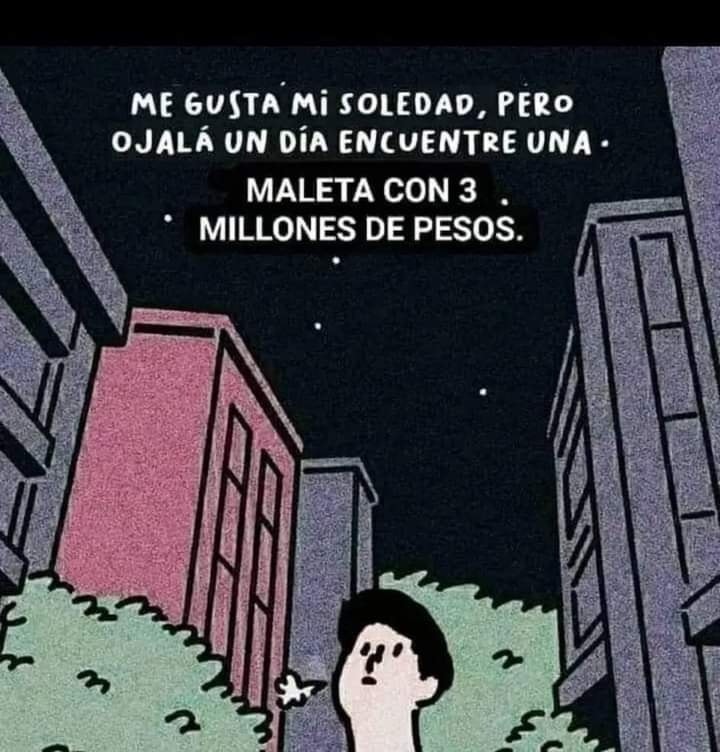 ME GUSTA MI SOLEDAD, PERO
OJALÁ UN DÍA ENCUENTRE UNA
MALETA CON 3
MILLONES DE PESOS.